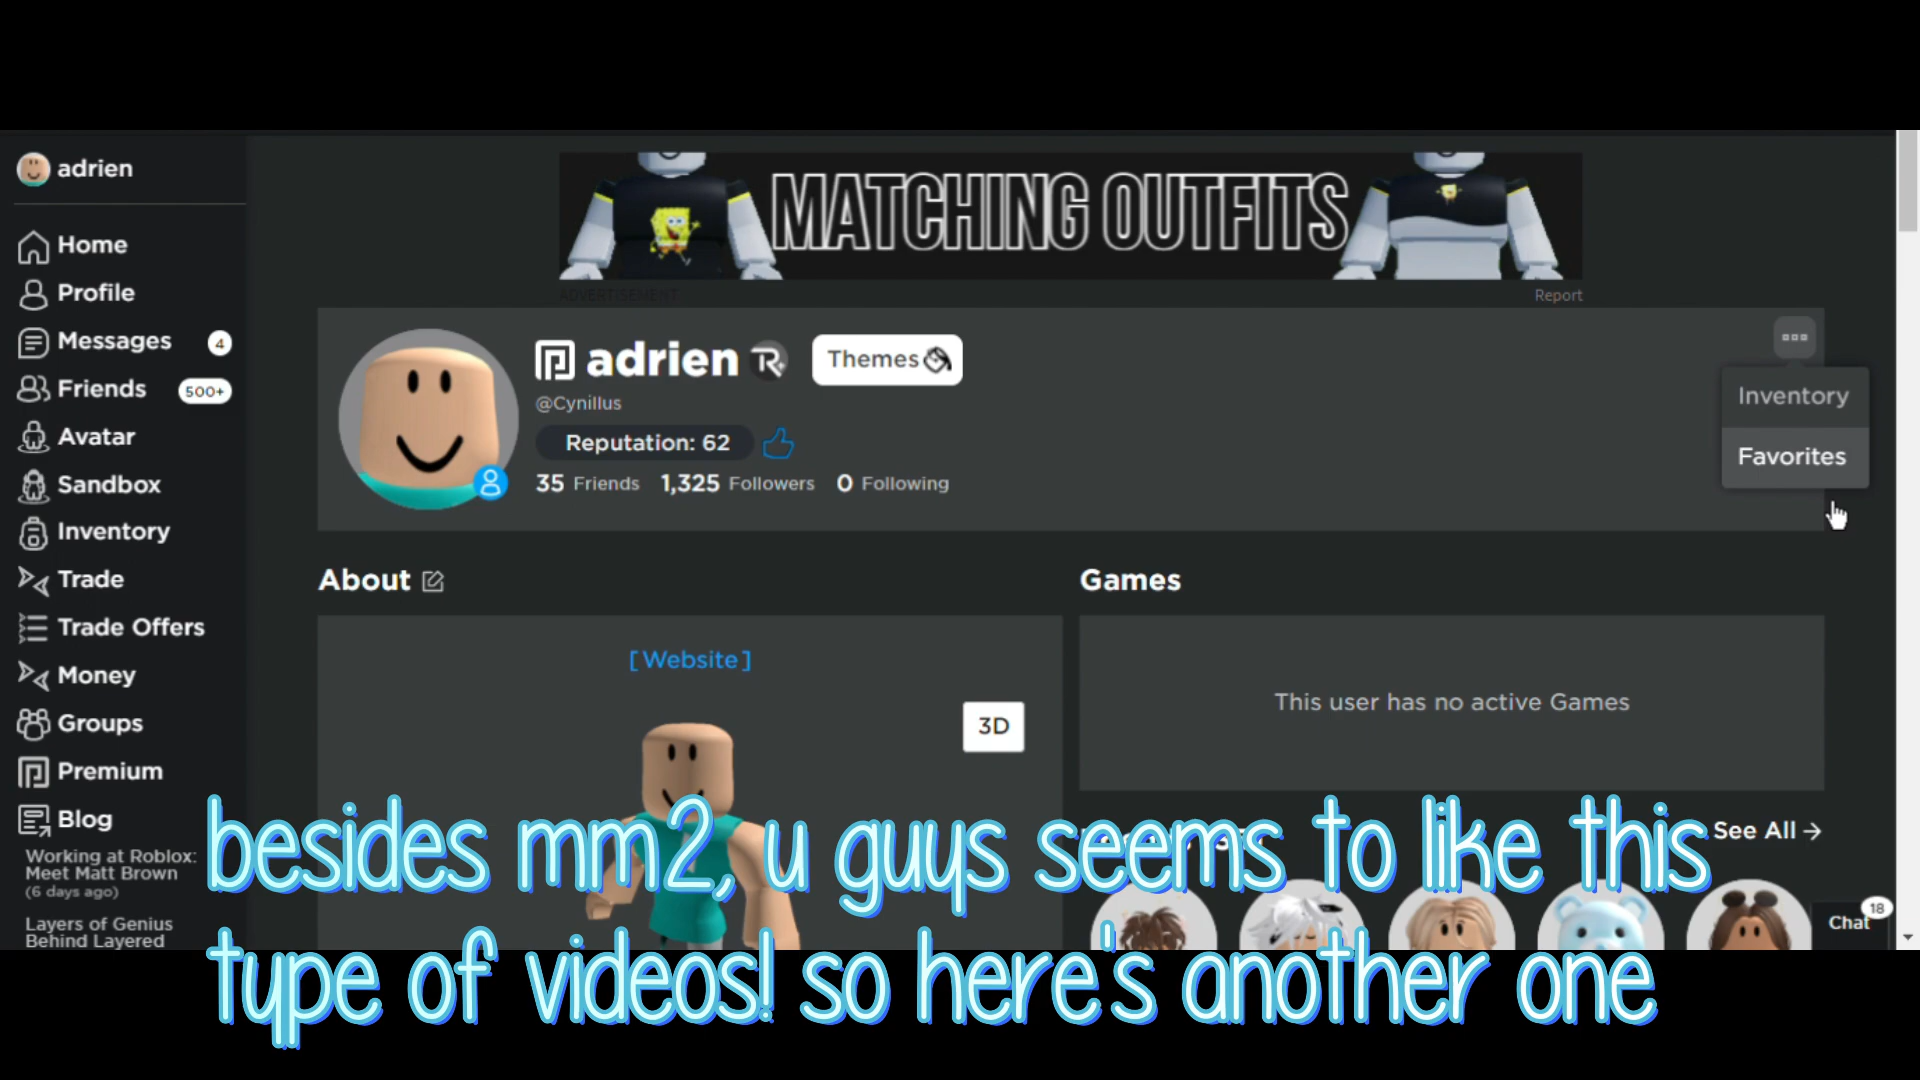 adrien
Home
Profile
Messages 4
Friends 500+
Avatar
Sandbox
Inventory
Trade
Trade Offers
Money
Groups
Premium
Blog
Working at Roblox:
Meet Matt Brown
(6 days ago)
Layers of Genius
Behind Layered
MATCHING OUTFITS
ADVERTISEMENT
Report
adrien
Themes
@Cynillus
Reputation: 62
35 Friends 1,325 Followers 0 Following
Inventory
Favorites
About
[Website]
3D
Games
This user has no active Games
See All
Chat 18
besides mm2, u guys seems to like this
type of videos! so here's another one